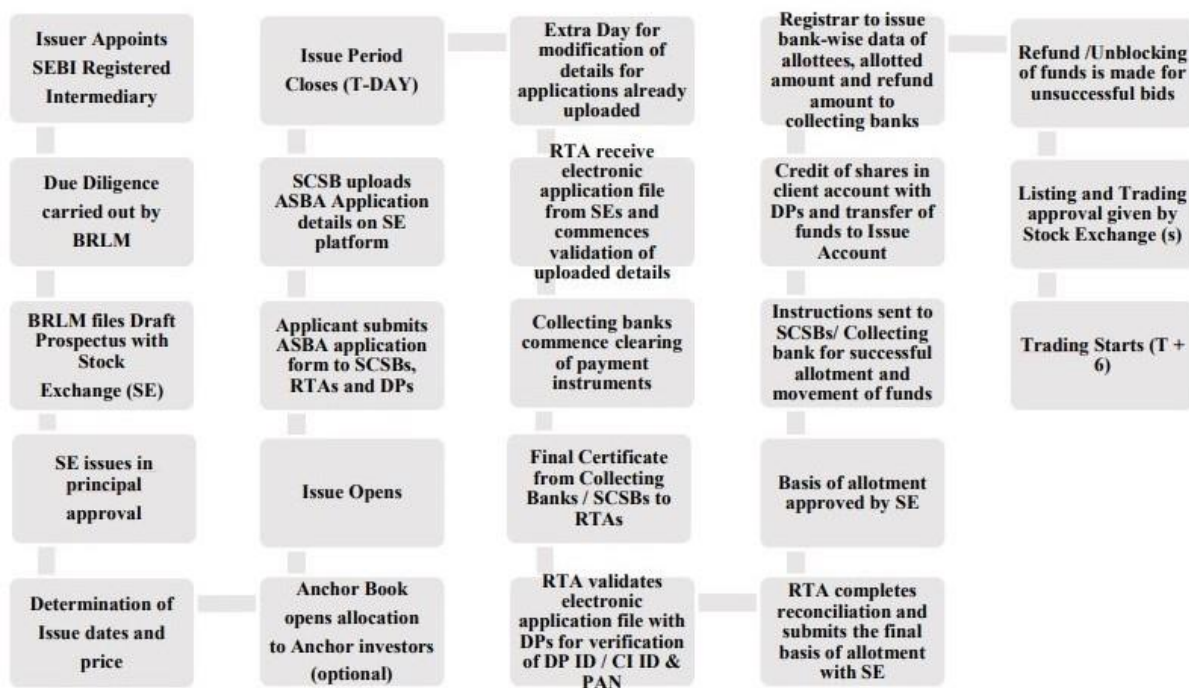 Issuer Appoints
SEBI Registered
Intermediary
Due Diligence
carried out by
BRLM
BRLM files Draft
Prospectus with
Stock
Exchange (SE)
SE issues in
principal
approval
Determination of
Issue dates and
price
Anchor Book
opens allocation
to Anchor investors
(optional)
Issue Opens
Applicant submits
ASBA application
form to SCSBs,
RTAs and DPs
SCSB uploads
ASBA Application
details on SE
platform
Issue Period
Closes (T-DAY)
Extra Day for
modification of
details for
applications already
uploaded
RTA receive
electronic
application file
from SEs and
commences
validation of
uploaded details
Collecting banks
commence clearing
of payment
instruments
Final Certificate
from Collecting
Banks / SCSBs to
RTAs
RTA validates
electronic
application file with
DPs for verification
of DP ID / CI ID &
PAN
RTA completes
reconciliation and
submits the final
basis of allotment
with SE
Basis of allotment
approved by SE
Instructions sent to
SCSBs/ Collecting
bank for successful
allotment and
movement of funds
Credit of shares in
client account with
DPs and transfer of
funds to Issue
Account
Registrar to issue
bank-wise data of
allottees, allotted
amount and refund
amount to
collecting banks
Refund /Unblocking
of funds is made for
unsuccessful bids
Listing and Trading
approval given by
Stock Exchange (s)
Trading Starts (T +
6)